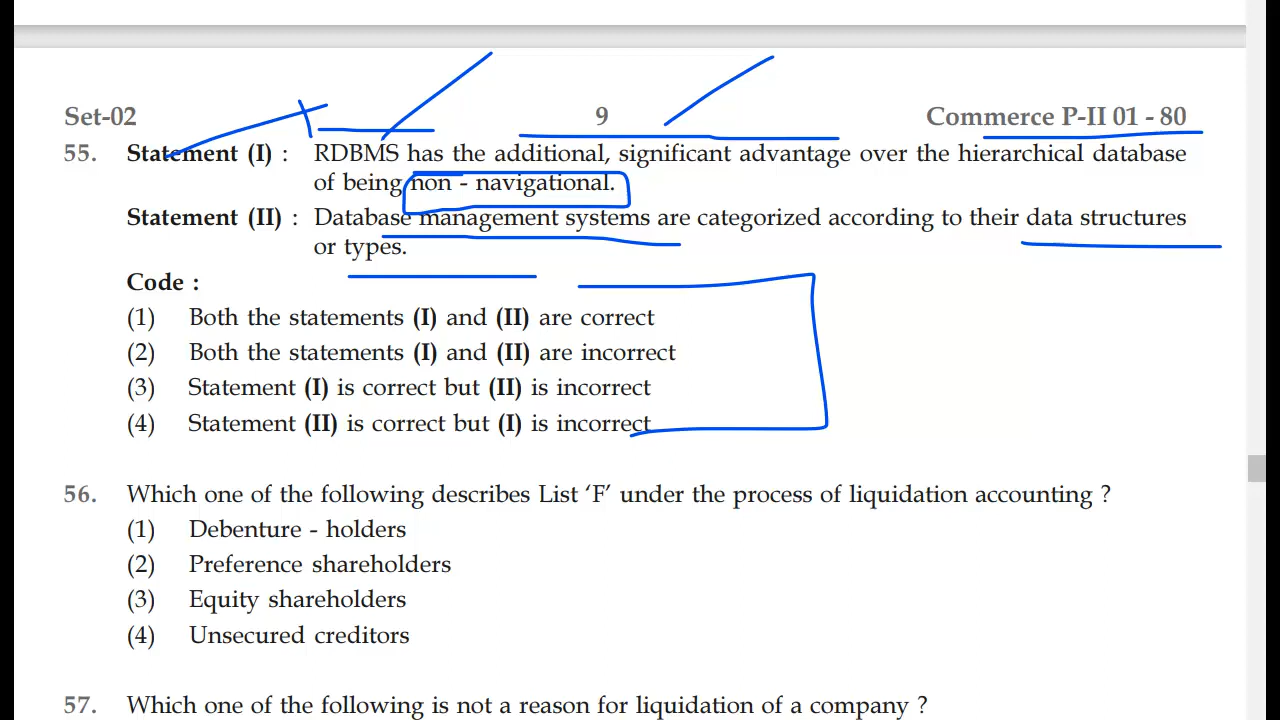 Set-02 9 Commerce P-II 01 - 80
55. Statement (I) : RDBMS has the additional, significant advantage over the hierarchical database
of being non - navigational.
Statement (II) : Database management systems are categorized according to their data structures
or types.
Code :
(1) Both the statements (I) and (II) are correct
(2) Both the statements (I) and (II) are incorrect
(3) Statement (I) is correct but (II) is incorrect
(4) Statement (II) is correct but (I) is incorrect
56. Which one of the following describes List ‘F’ under the process of liquidation accounting ?
(1) Debenture - holders
(2) Preference shareholders
(3) Equity shareholders
(4) Unsecured creditors
57. Which one of the following is not a reason for liquidation of a company ?